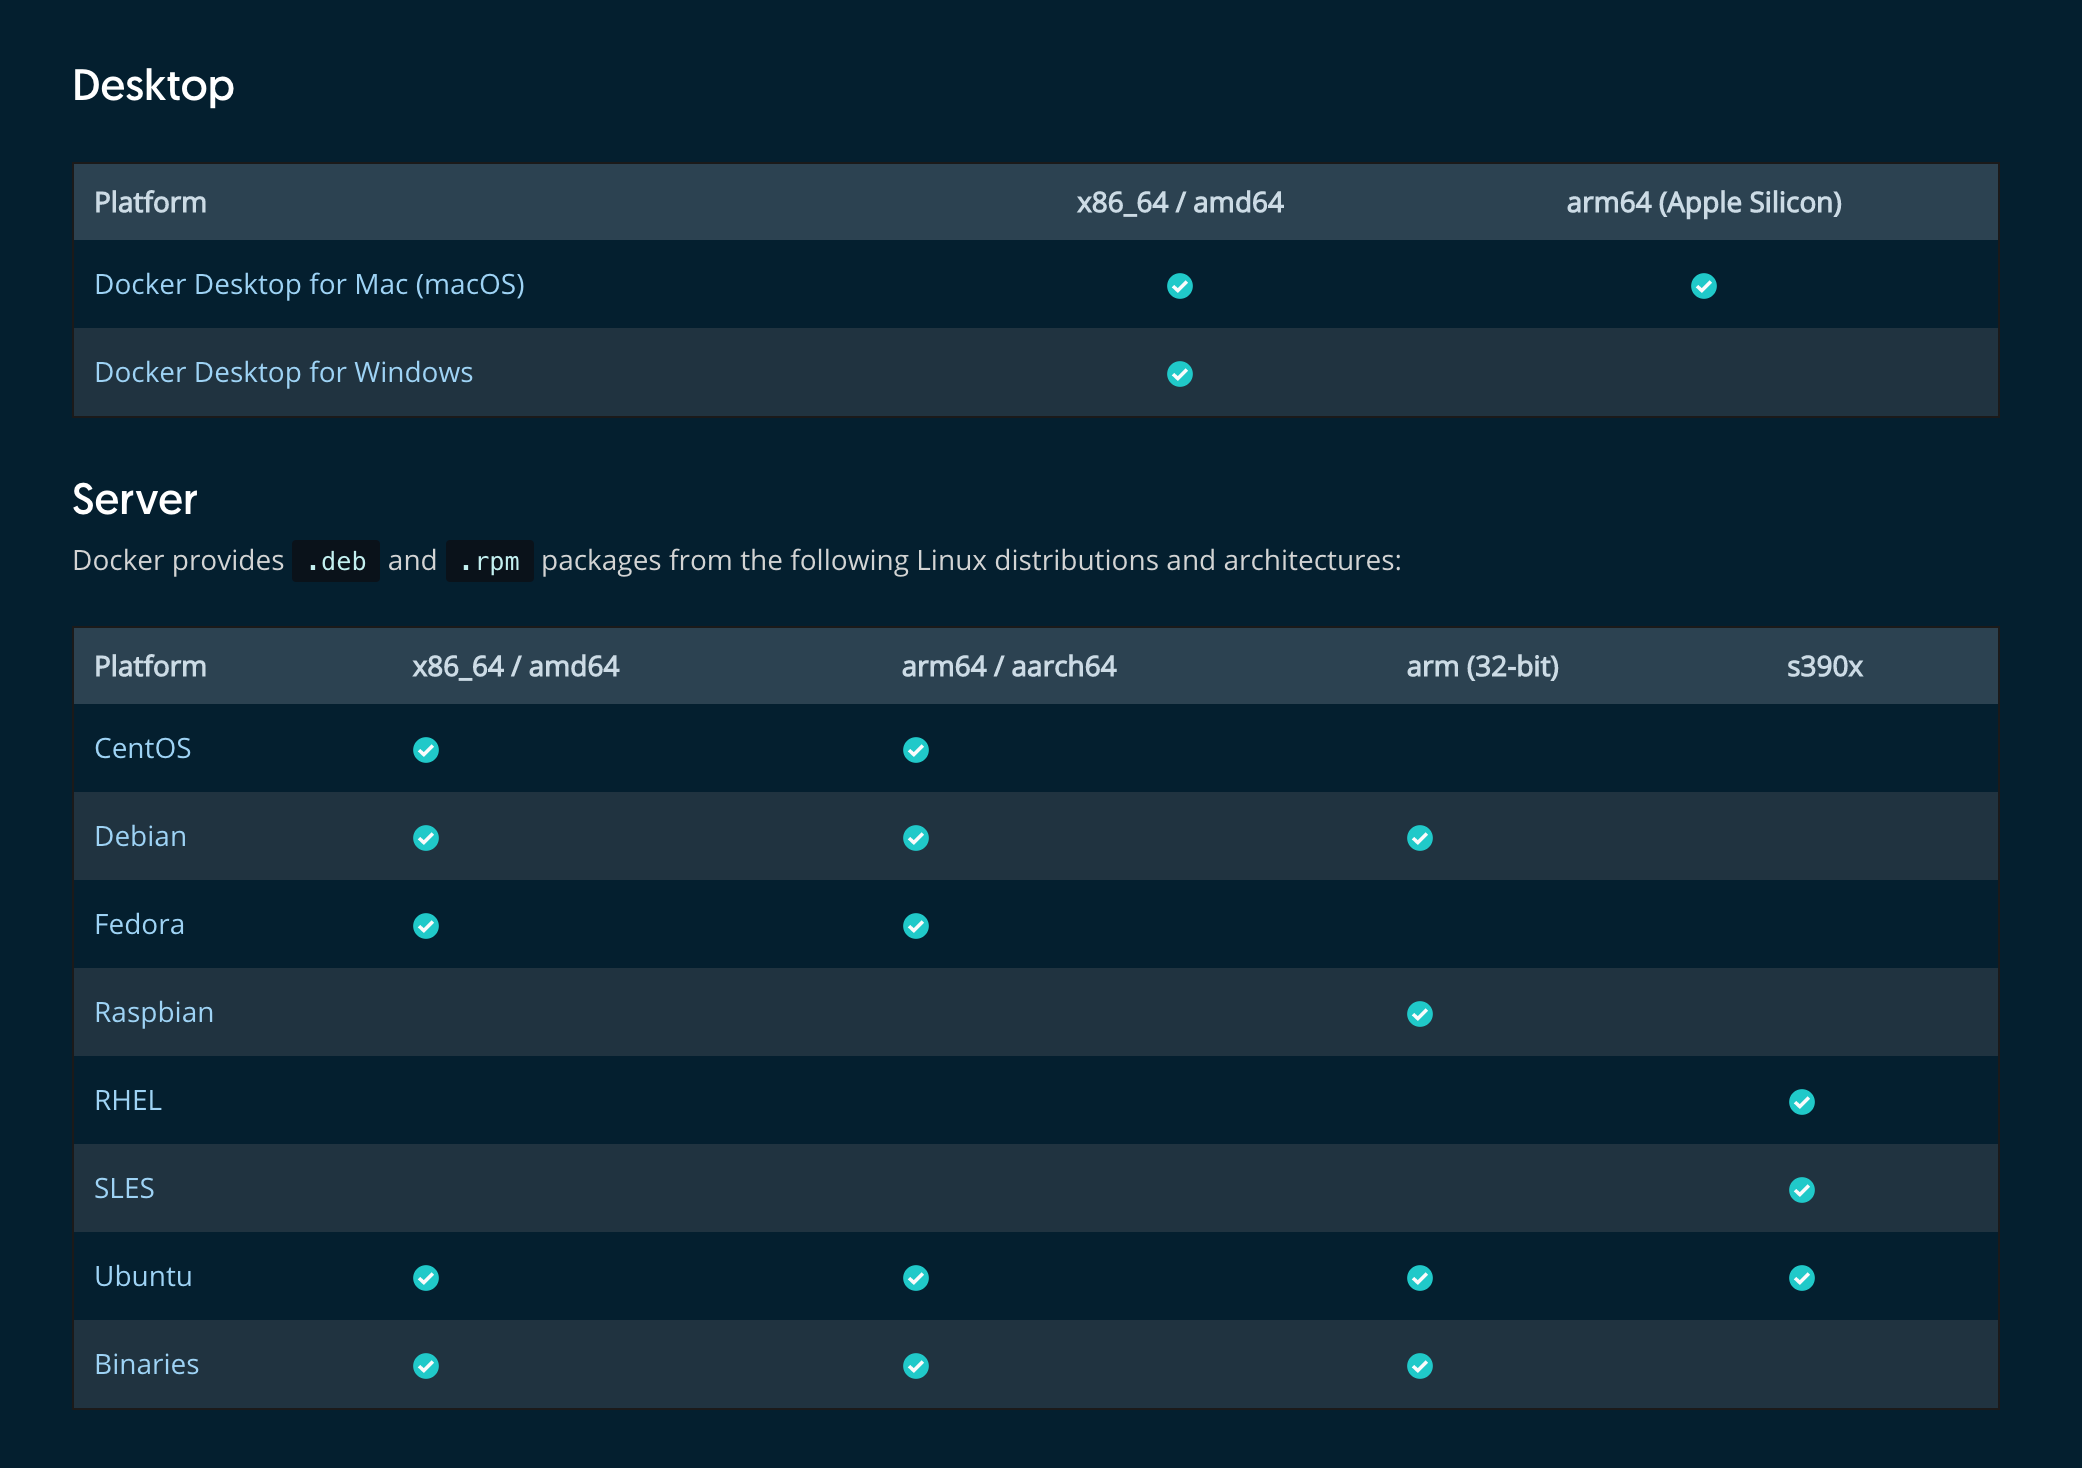 Desktop
Platform x86_64 / amd64 arm64 (Apple Silicon)
Docker Desktop for Mac (macOS)
Docker Desktop for Windows
Server
Docker provides .deb and .rpm packages from the following Linux distributions and architectures:
Platform x86_64 / amd64 arm64 / aarch64 arm (32-bit) s390x
CentOS
Debian
Fedora
Raspbian
RHEL
SLES
Ubuntu
Binaries